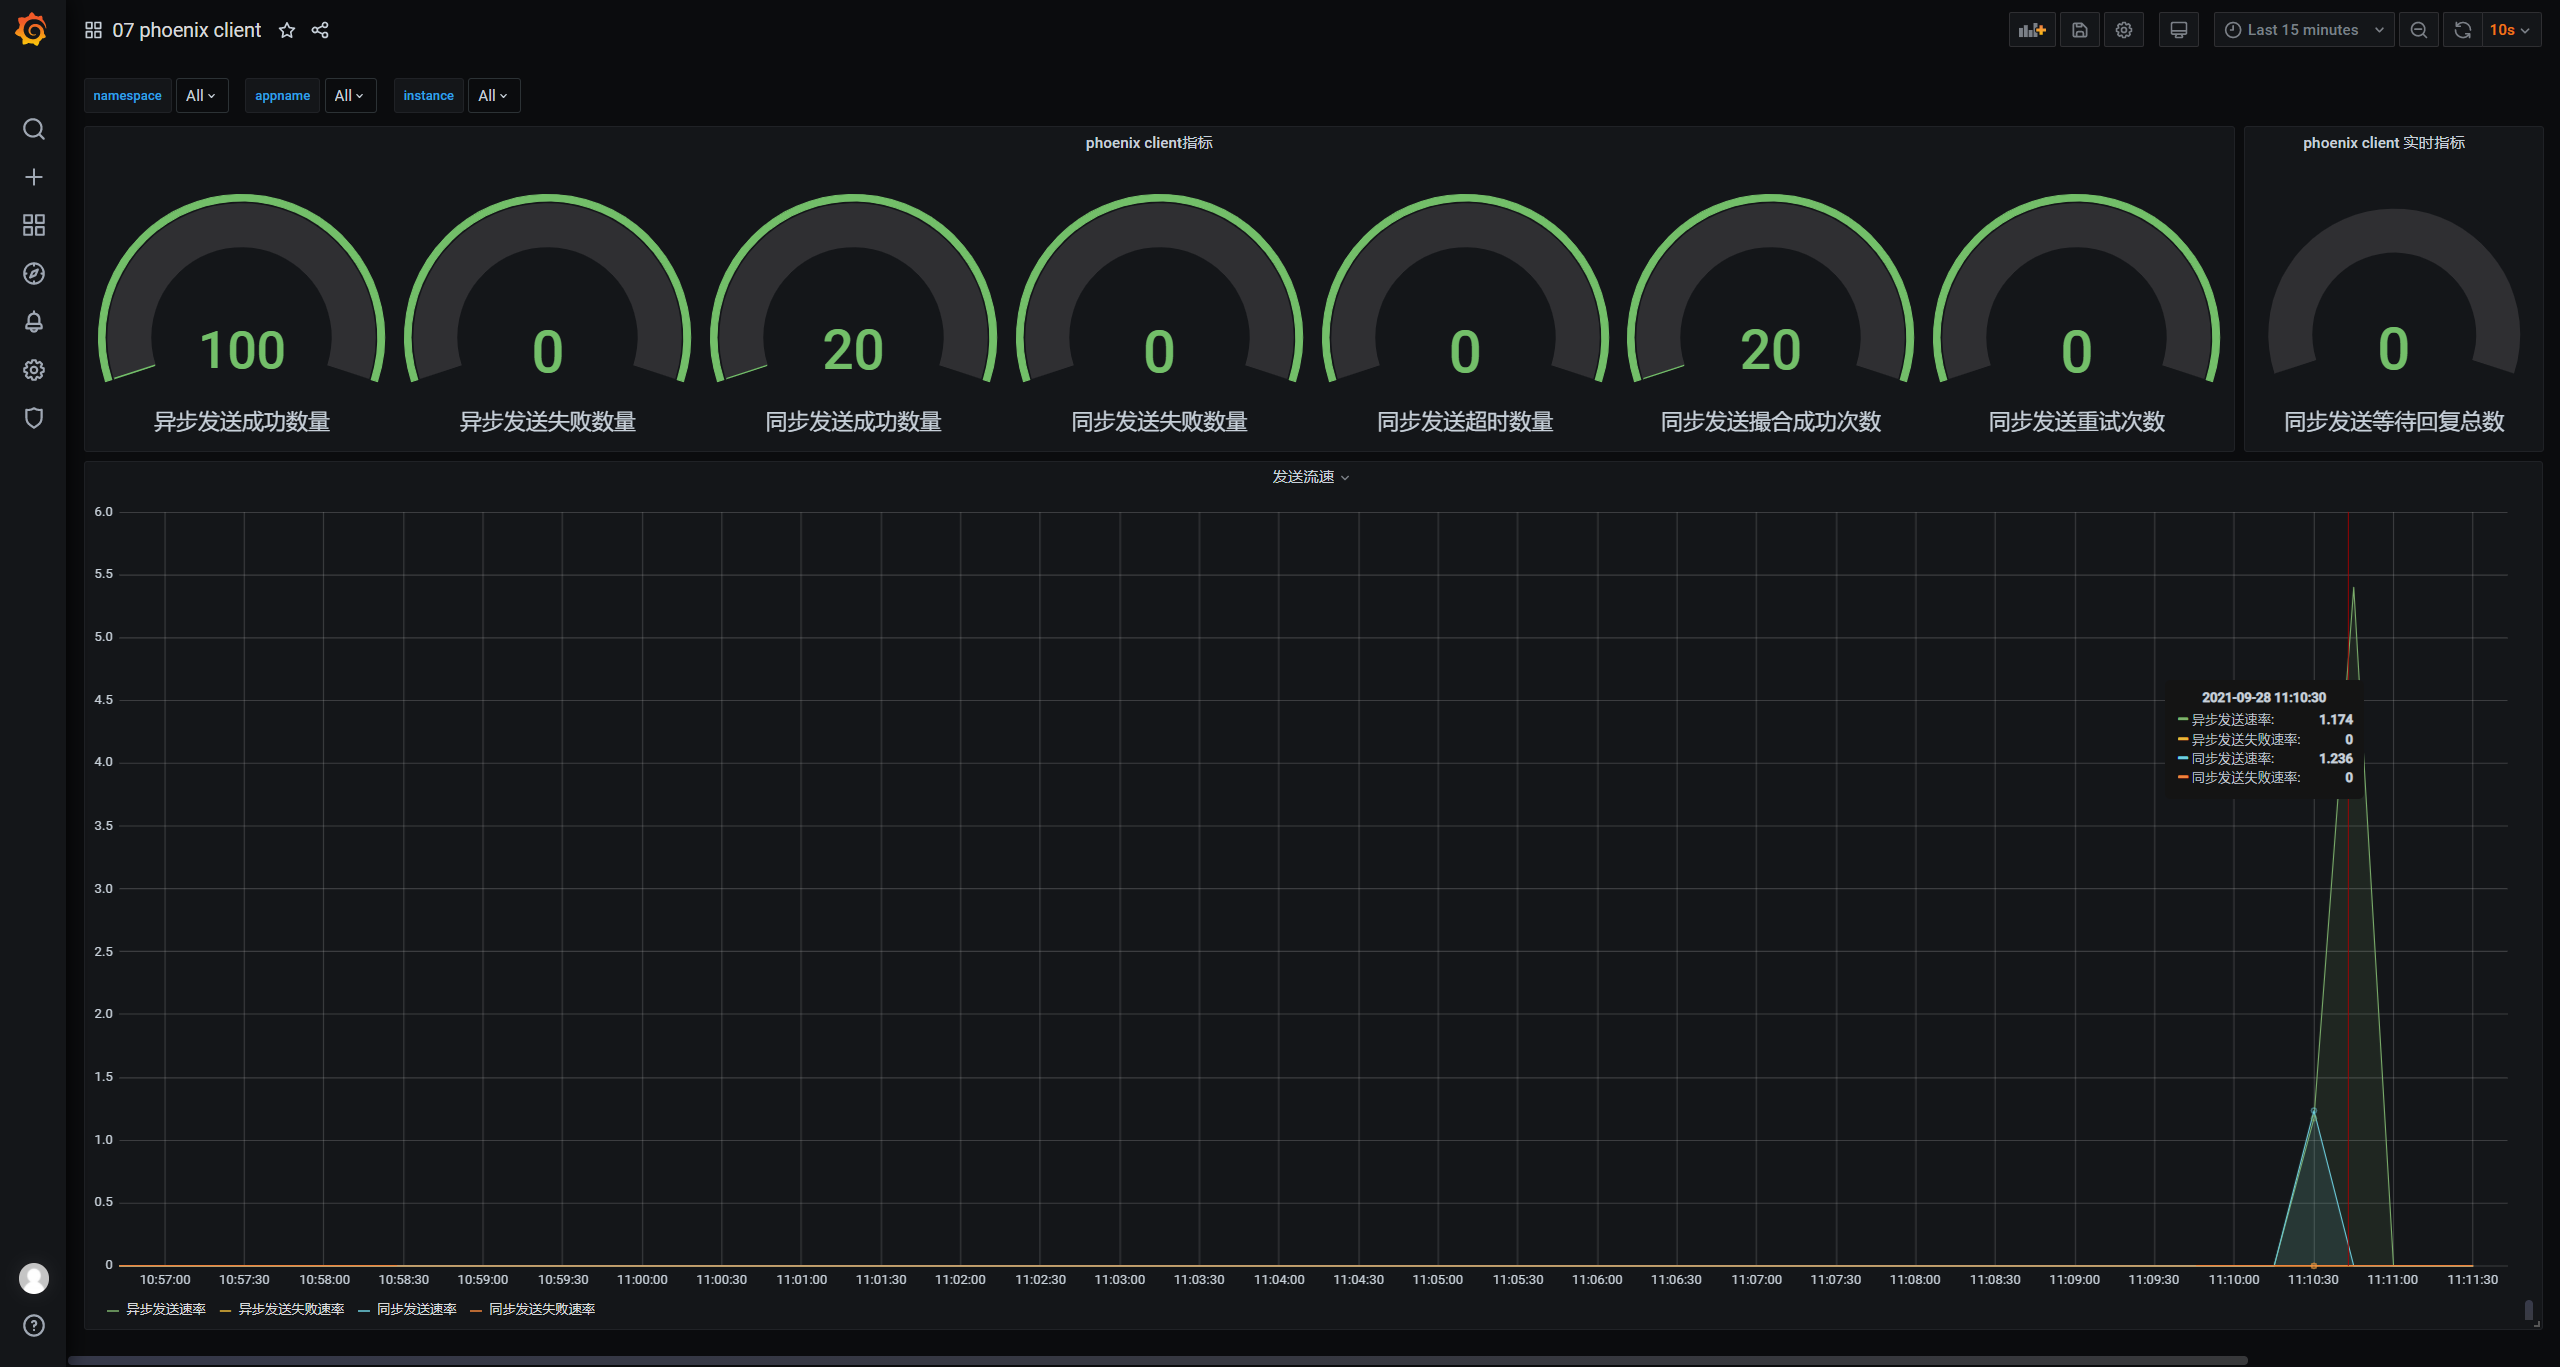 07 phoenix client
Last 15 minutes
10s
namespace All appname All instance All
phoenix client指标
100 0 20 0 0 20 0
异步发送成功数量 异步发送失败数量 同步发送成功数量 同步发送失败数量 同步发送超时数量 同步发送撮合成功次数 同步发送重试次数
phoenix client 实时指标
0
同步发送等待回复总数
发送流速
6.0
5.5
5.0
4.5
4.0
3.5
3.0
2.5
2.0
1.5
1.0
0.5
0
2021-09-28 11:10:30
异步发送速率: 1.174
异步发送失败速率: 0
同步发送速率: 1.236
同步发送失败速率: 0
10:57:00 10:57:30 10:58:00 10:58:30 10:59:00 10:59:30 11:00:00 11:00:30 11:01:00 11:01:30 11:02:00 11:02:30 11:03:00 11:03:30 11:04:00 11:04:30 11:05:00 11:05:30 11:06:00 11:06:30 11:07:00 11:07:30 11:08:00 11:08:30 11:09:00 11:09:30 11:10:00 11:10:30 11:11:00 11:11:30
异步发送速率 异步发送失败速率 同步发送速率 同步发送失败速率